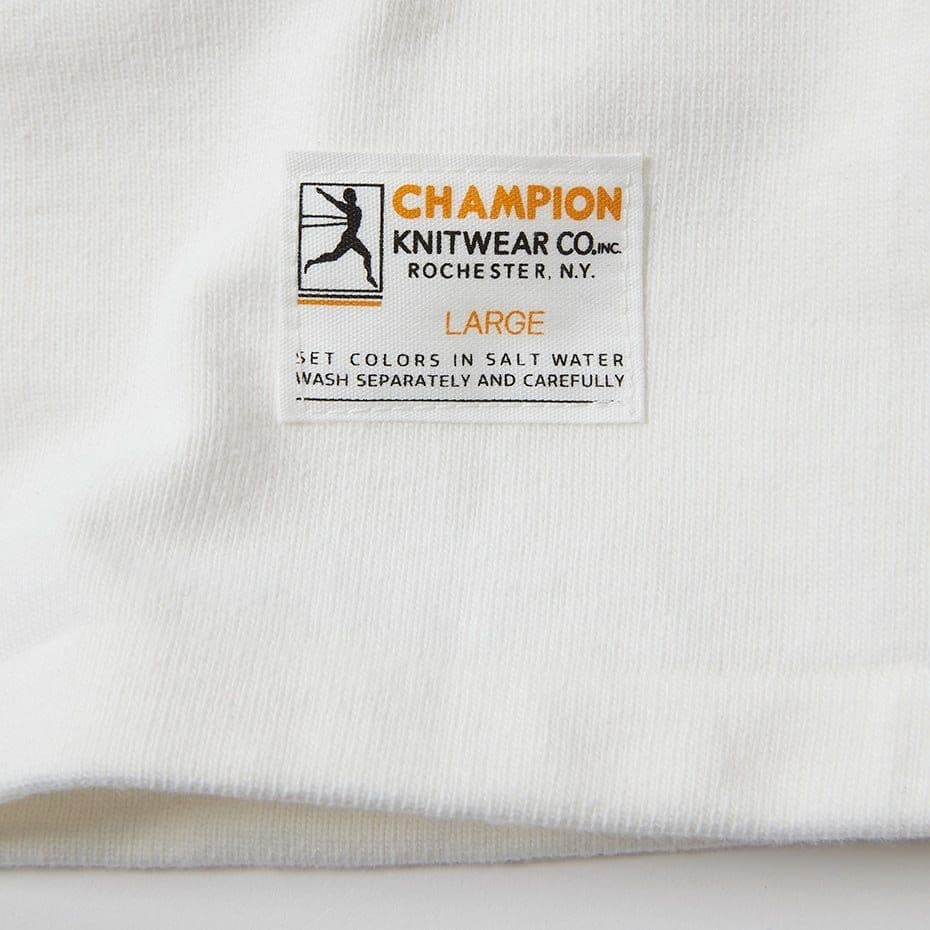 CHAMPION
KNITWEAR CO.INC.
ROCHESTER, N.Y.
LARGE
SET COLORS IN SALT WATER
WASH SEPARATELY AND CAREFULLY